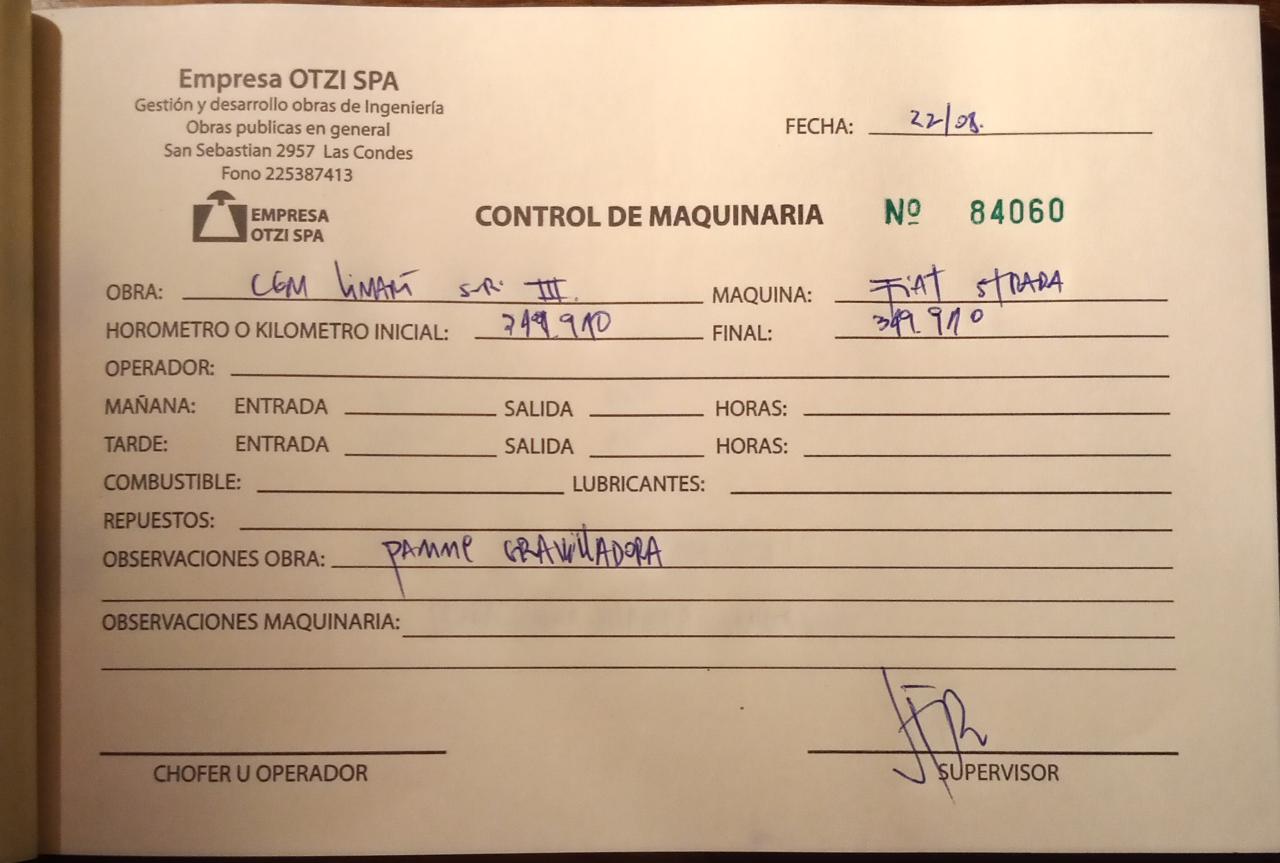 Empresa OTZI SPA
Gestión y desarrollo obras de Ingeniería
Obras publicas en general
San Sebastian 2957 Las Condes
Fono 225387413
FECHA: 22/08.
EMPRESA
OTZI SPA
CONTROL DE MAQUINARIA Nº 84060
OBRA: CGM LiMARí S.R. III. MAQUINA: FiAT STRADA
HOROMETRO O KILOMETRO INICIAL: 349.910 FINAL: 349.910
OPERADOR:
MAÑANA: ENTRADA SALIDA HORAS:
TARDE: ENTRADA SALIDA HORAS:
COMBUSTIBLE: LUBRICANTES:
REPUESTOS:
OBSERVACIONES OBRA: PANNE GRAVILLADORA
OBSERVACIONES MAQUINARIA:
CHOFER U OPERADOR SUPERVISOR